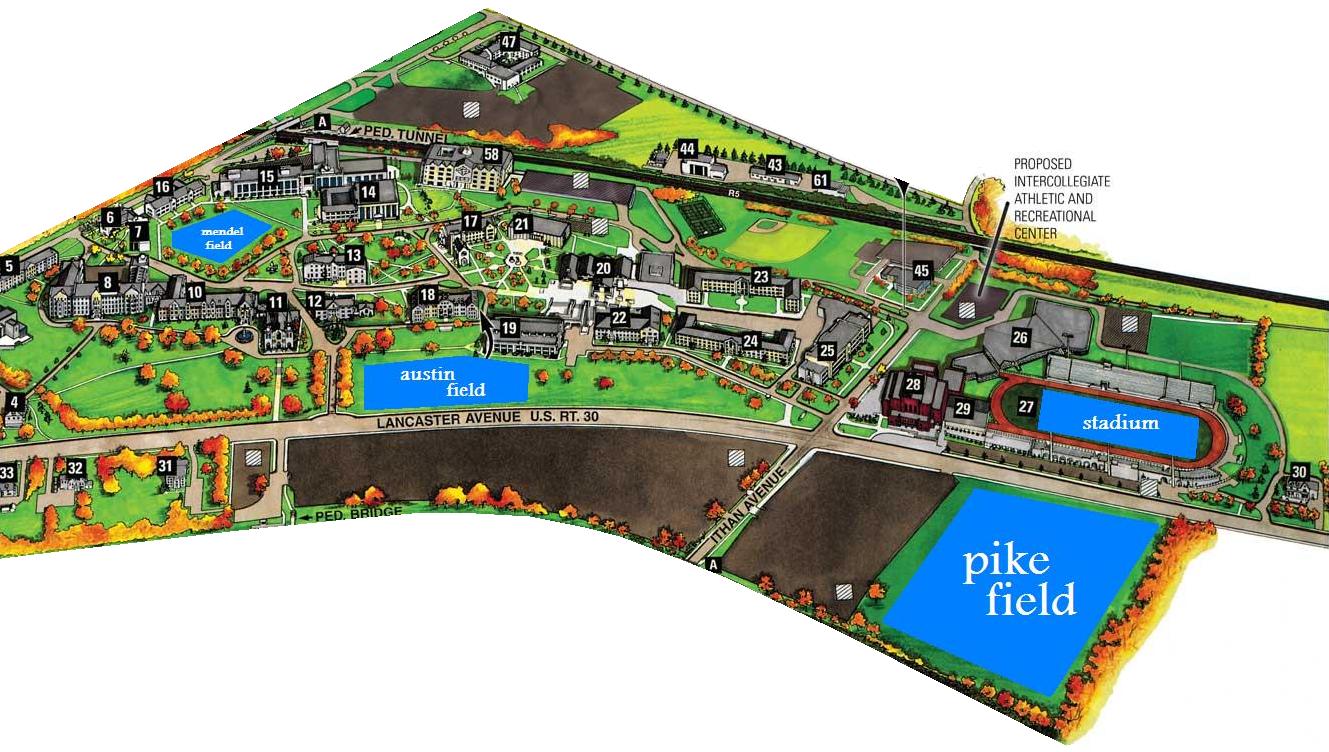 47
A
PED. TUNNEL
58
44
43
61
R5
PROPOSED
INTERCOLLEGIATE
ATHLETIC AND
RECREATIONAL
CENTER
16
15
14
6
7
mendel
field
17
21
63
13
5
8
10
11
12
18
20
23
45
19
22
24
25
26
austin
field
28
29
27
stadium
4
LANCASTER AVENUE U.S. RT. 30
33
32
31
30
PED. BRIDGE
ITHAN AVENUE
A
pike
field